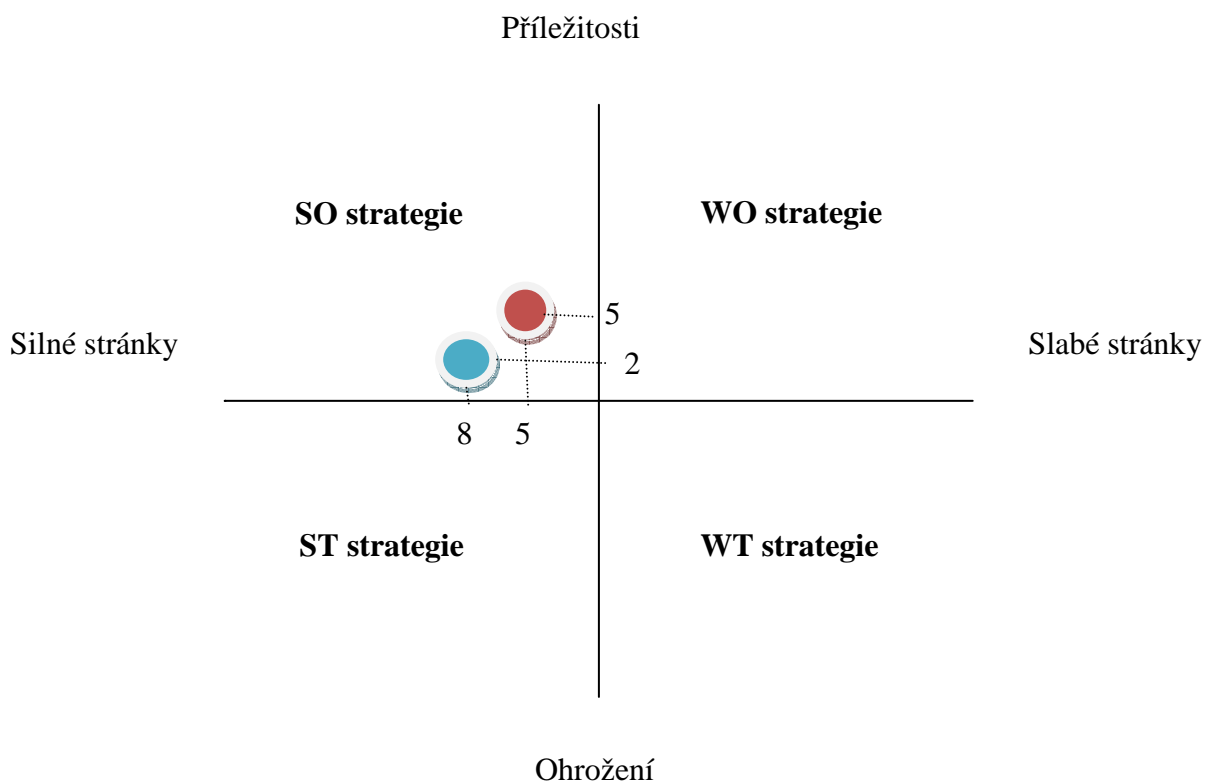 Příležitosti
SO strategie
WO strategie
5
Silné stránky
Slabé stránky
2
8
5
ST strategie
WT strategie
Ohrožení